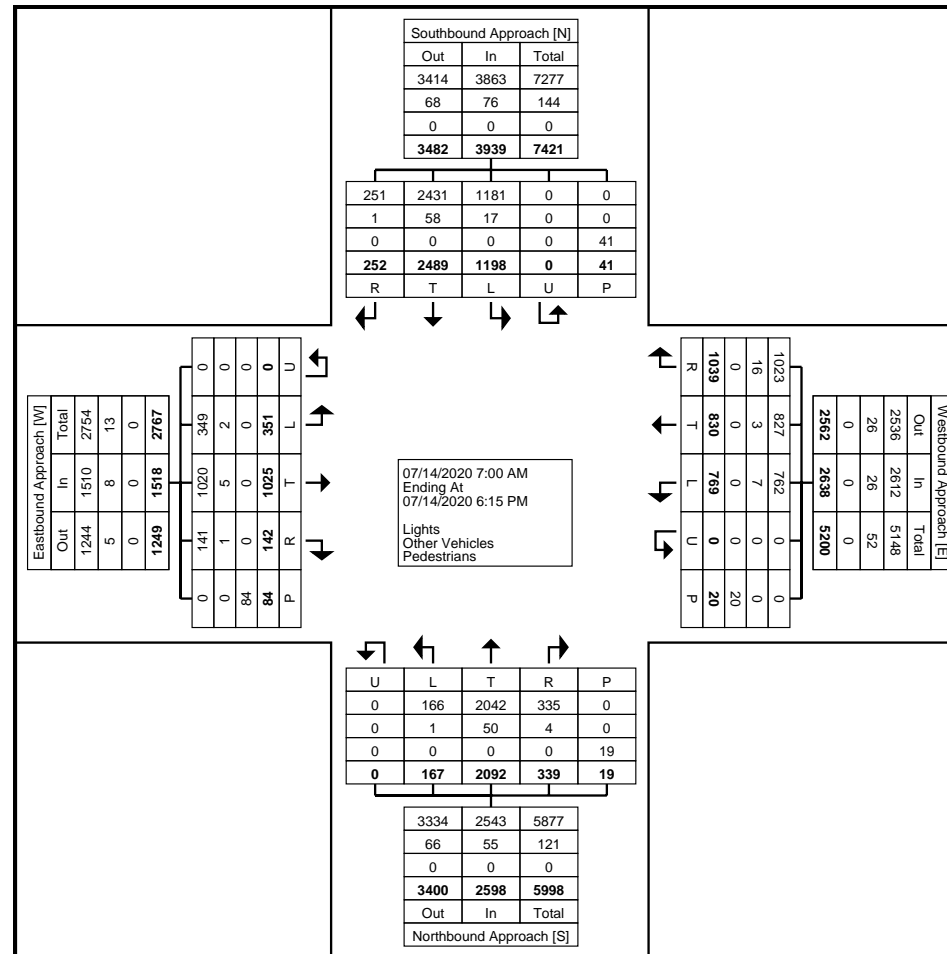 Southbound Approach [N]
Out In Total
3414 3863 7277
68 76 144
0 0 0
3482 3939 7421
251 2431 1181 0 0
1 58 17 0 0
0 0 0 0 41
252 2489 1198 0 41
R T L U P
Eastbound Approach [W]
Total In Out
2754 1510 1244
13 8 5
0 0 0
2767 1518 1249
0 349 1020 141 0
0 2 5 1 0
0 0 0 0 84
0 351 1025 142 84
U L T R P
07/14/2020 7:00 AM
Ending At
07/14/2020 6:15 PM
Lights
Other Vehicles
Pedestrians
R T L U P
1039 830 769 0 20
0 0 0 0 20
16 3 7 0 0
1023 827 762 0 0
Westbound Approach [E]
Out In Total
2536 2612 5148
26 26 52
0 0 0
2562 2638 5200
U L T R P
0 166 2042 335 0
0 1 50 4 0
0 0 0 0 19
0 167 2092 339 19
3334 2543 5877
66 55 121
0 0 0
3400 2598 5998
Out In Total
Northbound Approach [S]